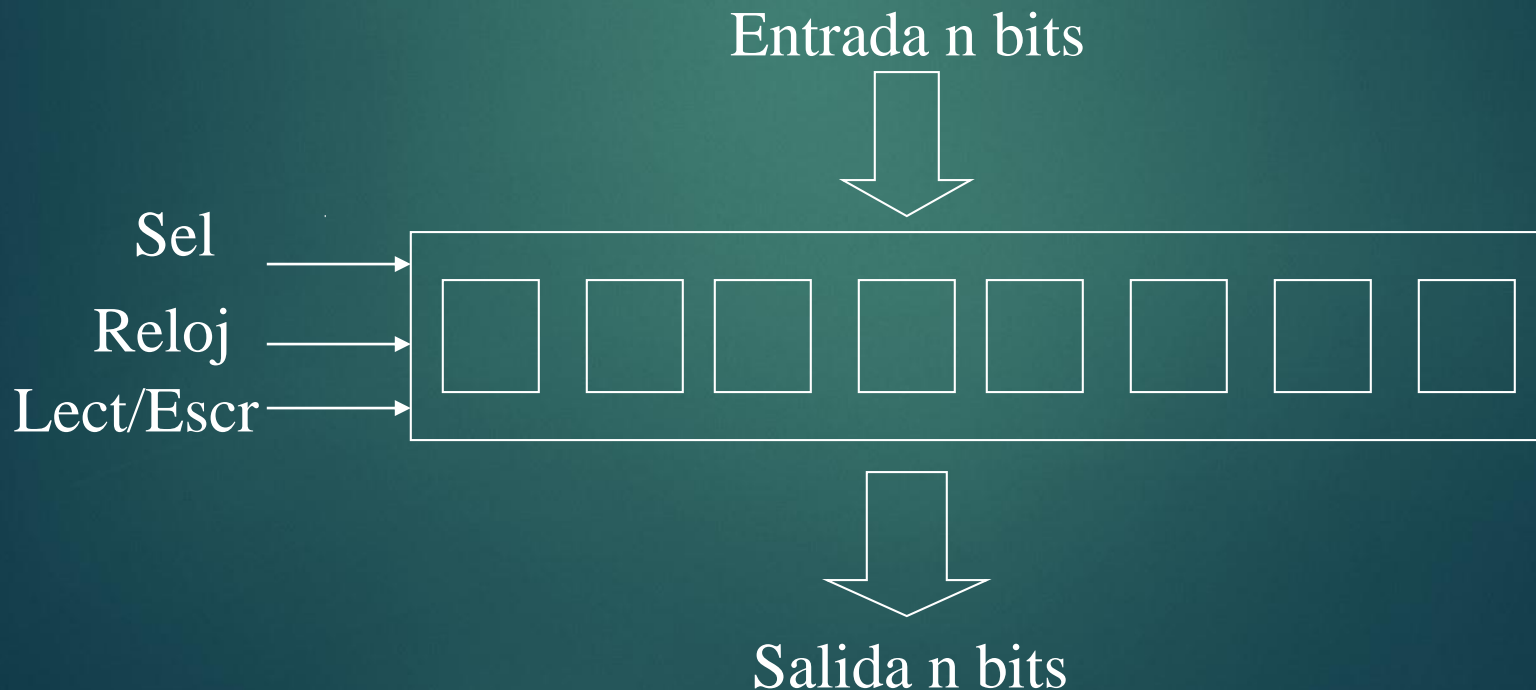 Entrada n bits
Sel
Reloj
Lect/Escr
Salida n bits